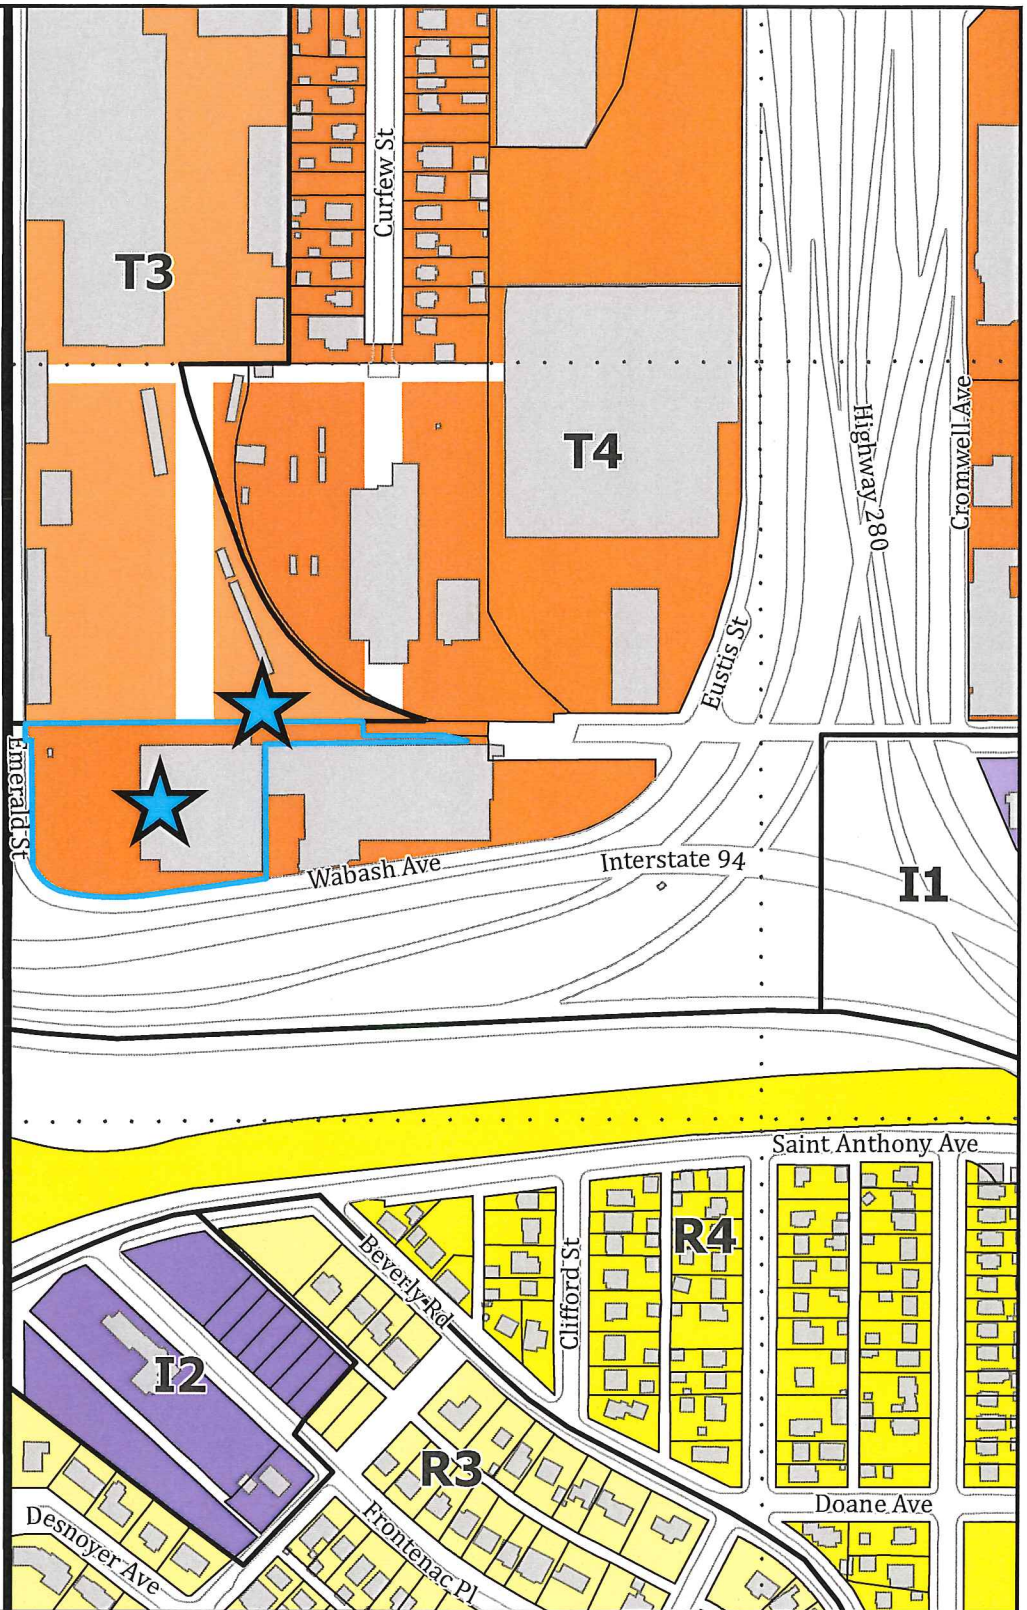 Curfew St
T3
Highway 280
Cromwell Ave
T4
Eustis St
Emerald St
Wabash Ave
Interstate 94
I1
Saint Anthony Ave
Beverly Rd
Clifford St
R4
I2
R3
Doane Ave
Desnoyer Ave
Frontenac Pl